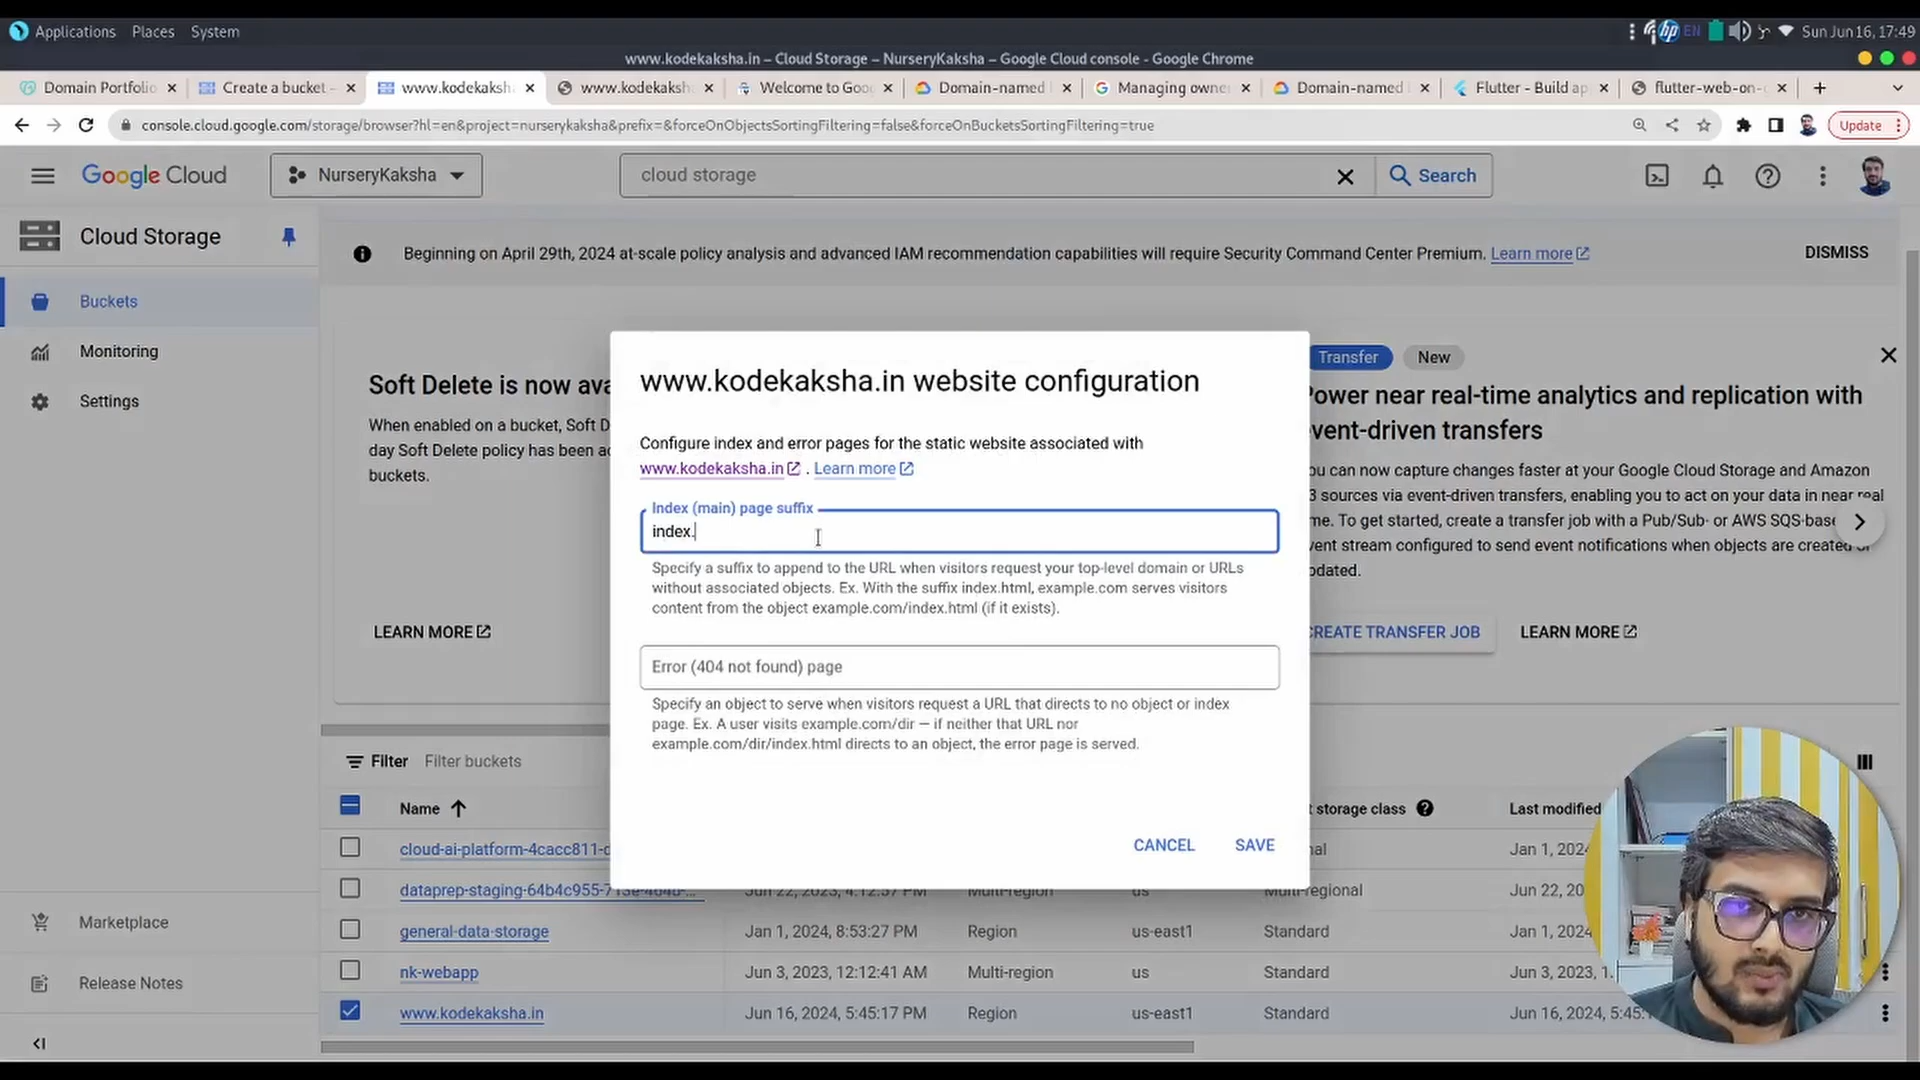 Applications Places System
EN Sun Jun 16, 17:49
www.kodekaksha.in – Cloud Storage – NurseryKaksha – Google Cloud console - Google Chrome
Domain Portfolio
Create a bucket –
www.kodekaksh
www.kodekaksh
Welcome to Goo
Domain-named
Managing owne
Domain-named
Flutter - Build ap
flutter-web-on-
console.cloud.google.com/storage/browser?hl=en&project=nurserykaksha&prefix=&forceOnObjectsSortingFiltering=false&forceOnBucketsSortingFiltering=true
Update
Google Cloud
NurseryKaksha
cloud storage
Search
Cloud Storage
Beginning on April 29th, 2024 at-scale policy analysis and advanced IAM recommendation capabilities will require Security Command Center Premium. Learn more
DISMISS
Buckets
Monitoring
Settings
Soft Delete is now ava
When enabled on a bucket, Soft D
day Soft Delete policy has been ad
buckets.
LEARN MORE
Transfer New
Power near real-time analytics and replication with
event-driven transfers
ou can now capture changes faster at your Google Cloud Storage and Amazon
3 sources via event-driven transfers, enabling you to act on your data in near real
me. To get started, create a transfer job with a Pub/Sub- or AWS SQS-base
vent stream configured to send event notifications when objects are created or
pdated.
CREATE TRANSFER JOB
LEARN MORE
www.kodekaksha.in website configuration
Configure index and error pages for the static website associated with
www.kodekaksha.in . Learn more
Index (main) page suffix
index.
Specify a suffix to append to the URL when visitors request your top-level domain or URLs
without associated objects. Ex. With the suffix index.html, example.com serves visitors
content from the object example.com/index.html (if it exists).
Error (404 not found) page
Specify an object to serve when visitors request a URL that directs to no object or index
page. Ex. A user visits example.com/dir — if neither that URL nor
example.com/dir/index.html directs to an object, the error page is served.
CANCEL SAVE
Filter Filter buckets
Name
t storage class
Last modified
cloud-ai-platform-4cacc811-
nal
Jan 1, 2024
dataprep-staging-64b4c955- Jun 22, 2023, 4:12:57 PM Multi-region us Multi-regional Jun 22, 20
general-data-storage Jan 1, 2024, 8:53:27 PM Region us-east1 Standard Jan 1, 202
nk-webapp Jun 3, 2023, 12:12:41 AM Multi-region us Standard Jun 3, 2023, 1
www.kodekaksha.in Jun 16, 2024, 5:45:17 PM Region us-east1 Standard Jun 16, 2024, 5:45:1
Marketplace
Release Notes